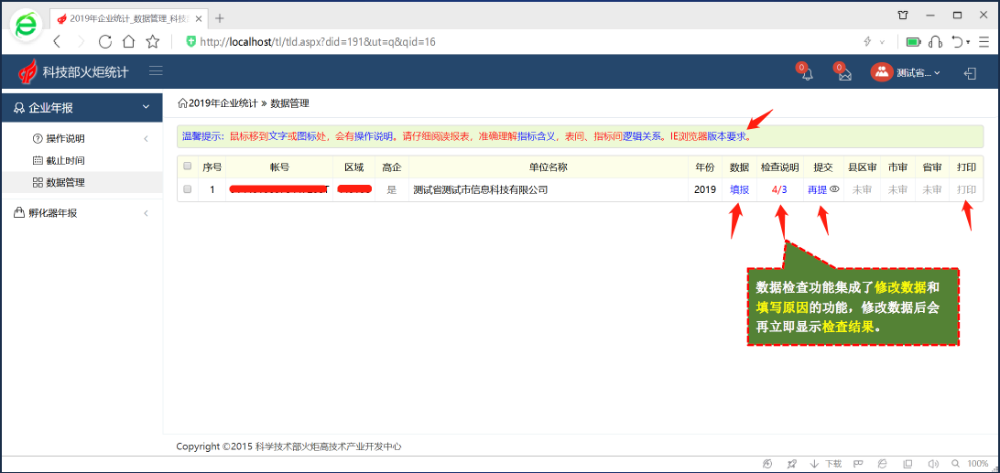 2019年企业统计_数据管理_科技
http://localhost/tl/tld.aspx?did=191&ut=q&qid=16
科技部火炬统计
0
0
测试省...
企业年报
2019年企业统计 » 数据管理
操作说明
截止时间
数据管理
孵化器年报
温馨提示：鼠标移到文字或图标处，会有操作说明。请仔细阅读报表，准确理解指标含义，表间、指标间逻辑关系。IE浏览器版本要求。
序号 帐号 区域 高企 单位名称 年份 数据 检查说明 提交 县区审 市审 省审 打印
1 是 测试省测试市信息科技有限公司 2019 填报 4/3 再提 未审 未审 未审 打印
数据检查功能集成了修改数据和
填写原因的功能，修改数据后会
再立即显示检查结果。
Copyright ©2015 科学技术部火炬高技术产业开发中心
下载
100%